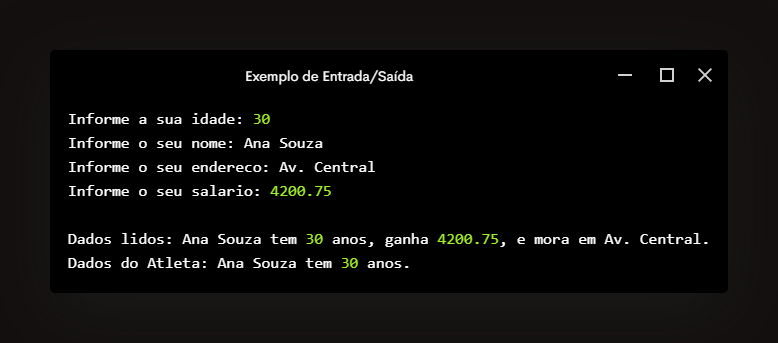 Exemplo de Entrada/Saída
Informe a sua idade: 30
Informe o seu nome: Ana Souza
Informe o seu endereco: Av. Central
Informe o seu salario: 4200.75
Dados lidos: Ana Souza tem 30 anos, ganha 4200.75, e mora em Av. Central.
Dados do Atleta: Ana Souza tem 30 anos.